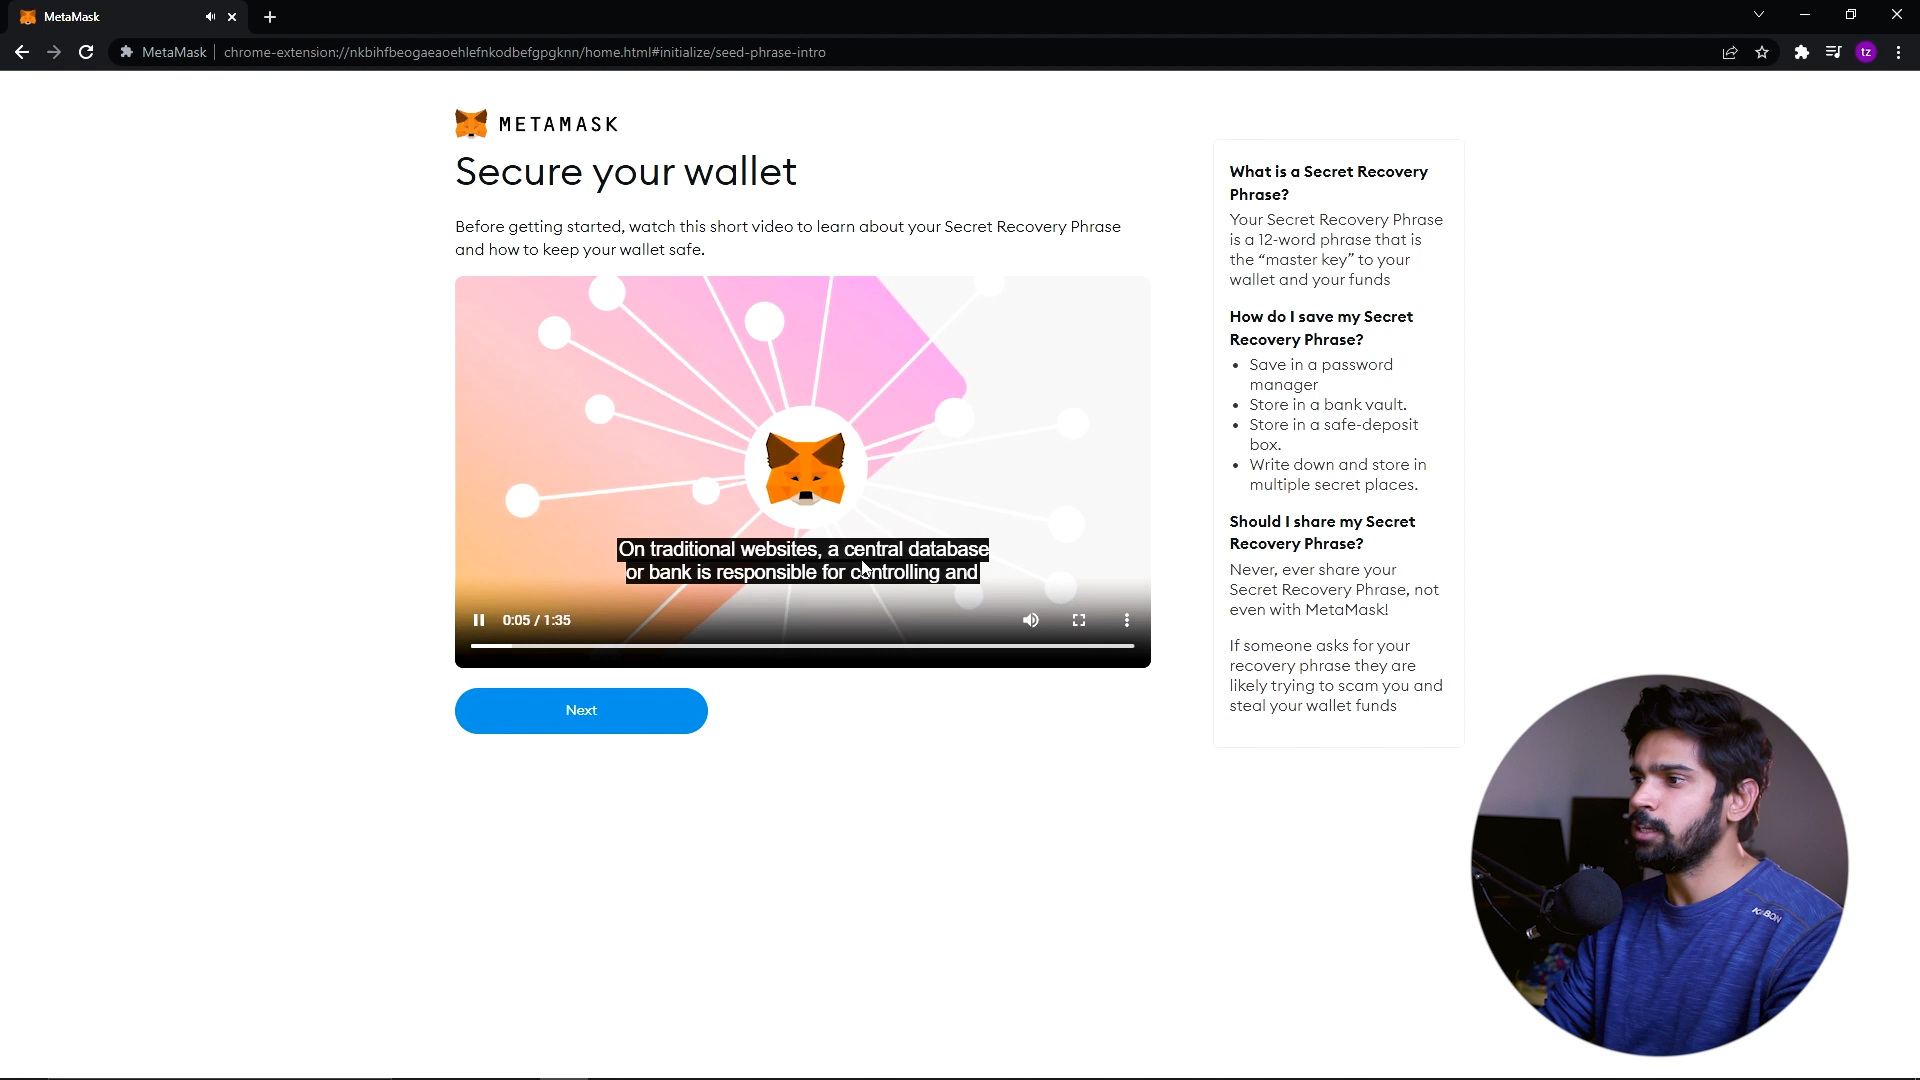 MetaMask
MetaMask | chrome-extension://nkbihfbeogaeaoehlefnkodbefgpgknn/home.html#initialize/seed-phrase-intro
tz
METAMASK
Secure your wallet
Before getting started, watch this short video to learn about your Secret Recovery Phrase
and how to keep your wallet safe.
On traditional websites, a central database
or bank is responsible for controlling and
0:05 / 1:35
Next
What is a Secret Recovery
Phrase?
Your Secret Recovery Phrase
is a 12-word phrase that is
the “master key” to your
wallet and your funds
How do I save my Secret
Recovery Phrase?
• Save in a password
manager
• Store in a bank vault.
• Store in a safe-deposit
box.
• Write down and store in
multiple secret places.
Should I share my Secret
Recovery Phrase?
Never, ever share your
Secret Recovery Phrase, not
even with MetaMask!
If someone asks for your
recovery phrase they are
likely trying to scam you and
steal your wallet funds